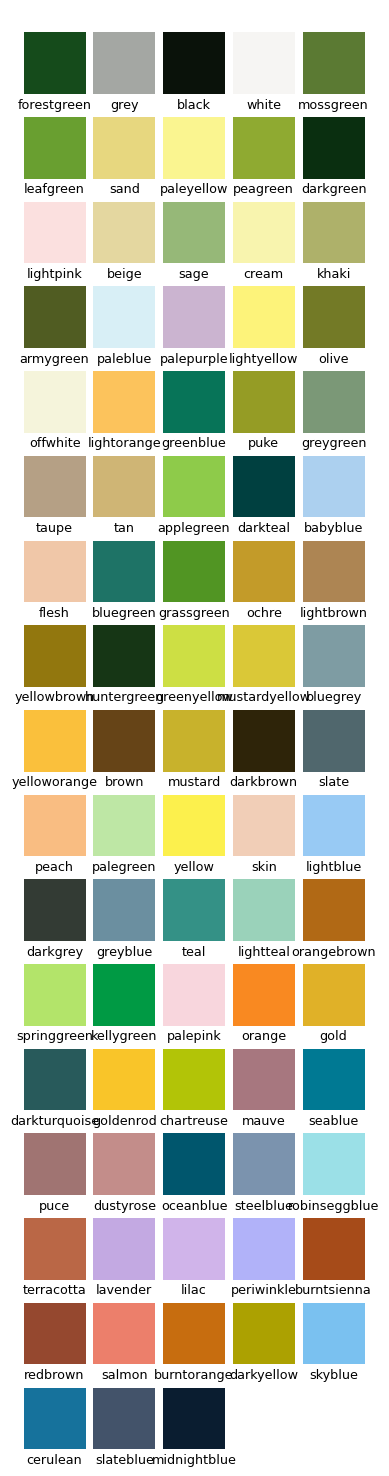 forestgreen grey black white mossgreen
leafgreen sand paleyellow peagreen darkgreen
lightpink beige sage cream khaki
armygreen paleblue palepurple lightyellow olive
offwhite lightorange greenblue puke greygreen
taupe tan applegreen darkteal babyblue
flesh bluegreen grassgreen ochre lightbrown
yellowbrown huntergreen greenyellow mustardyellow bluegrey
yelloworange brown mustard darkbrown slate
peach palegreen yellow skin lightblue
darkgrey greyblue teal lightteal orangebrown
springgreen kellygreen palepink orange gold
darkturquoise goldenrod chartreuse mauve seablue
puce dustyrose oceanblue steelblue robinseggblue
terracotta lavender lilac periwinkle burntsienna
redbrown salmon burntorange darkyellow skyblue
cerulean slateblue midnightblue